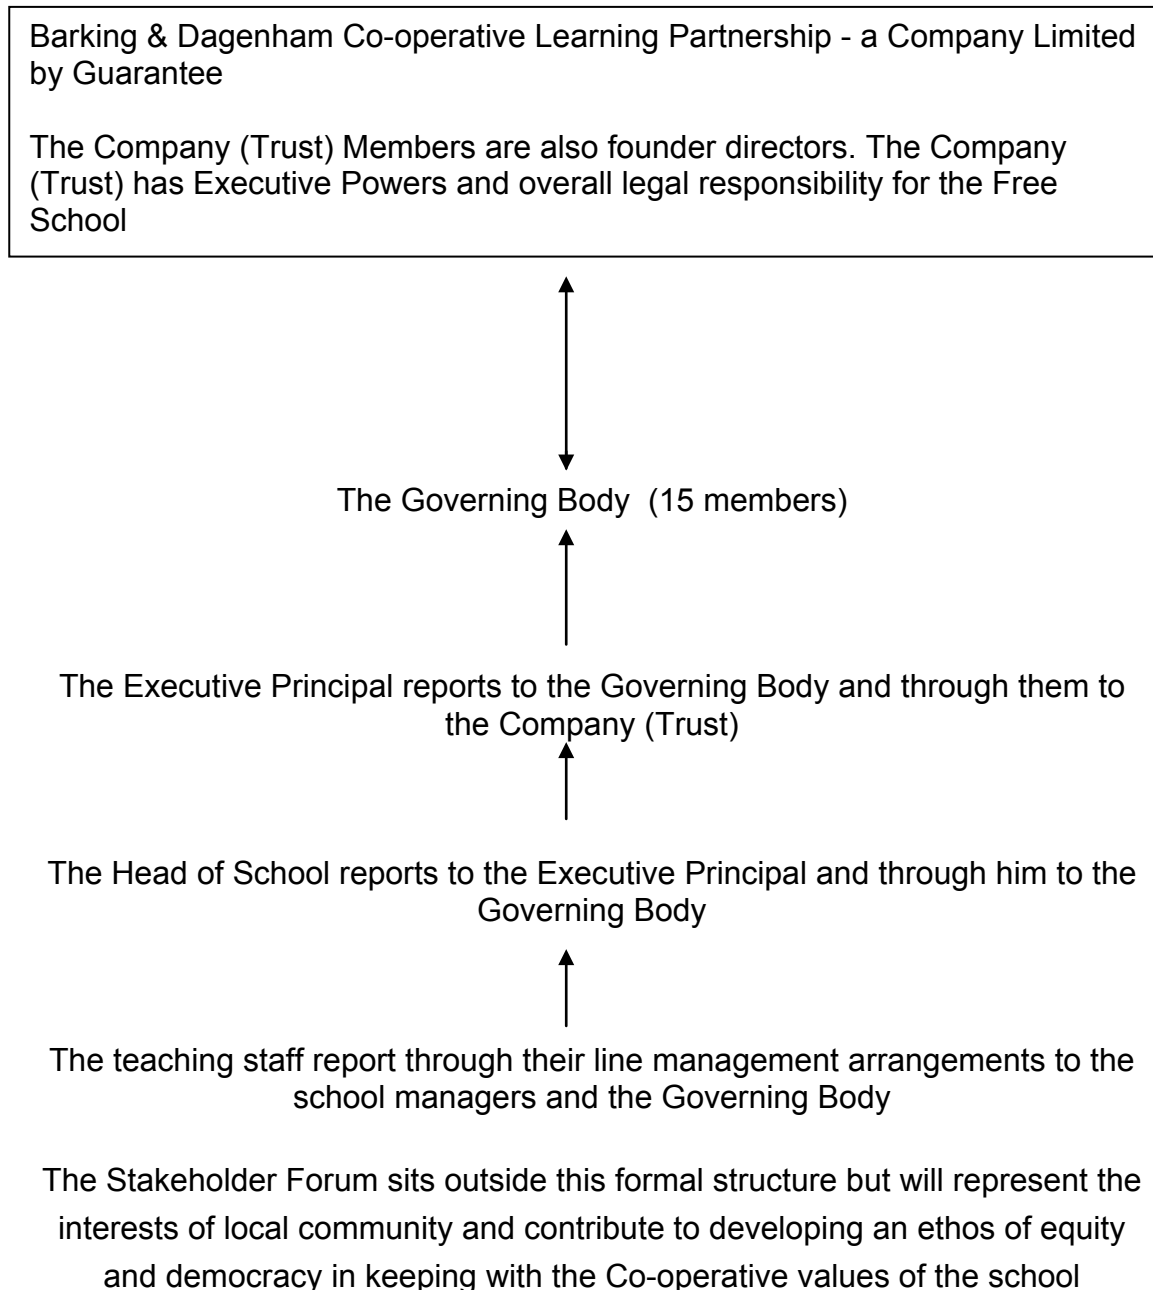 Barking & Dagenham Co-operative Learning Partnership - a Company Limited
by Guarantee
The Company (Trust) Members are also founder directors. The Company
(Trust) has Executive Powers and overall legal responsibility for the Free
School
The Governing Body (15 members)
The Executive Principal reports to the Governing Body and through them to
the Company (Trust)
The Head of School reports to the Executive Principal and through him to the
Governing Body
The teaching staff report through their line management arrangements to the
school managers and the Governing Body
The Stakeholder Forum sits outside this formal structure but will represent the
interests of local community and contribute to developing an ethos of equity
and democracy in keeping with the Co-operative values of the school